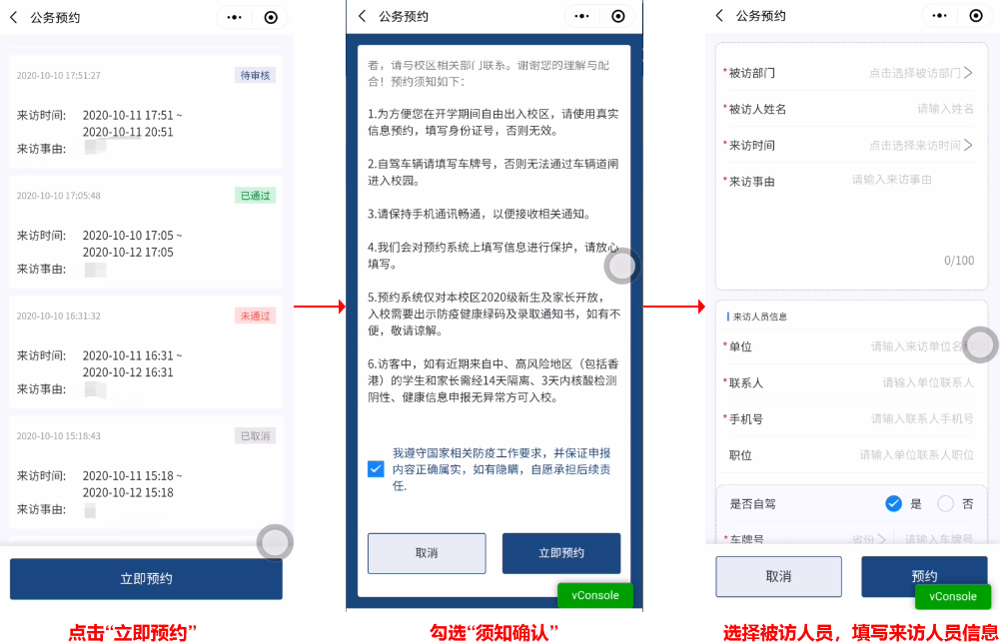 公务预约
2020-10-10 17:51:27
待审核
来访时间:
2020-10-11 17:51 ~
2020-10-11 20:51
来访事由:
2020-10-10 17:05:48
已通过
来访时间:
2020-10-10 17:05 ~
2020-10-12 17:05
来访事由:
2020-10-10 16:31:32
未通过
来访时间:
2020-10-11 16:31 ~
2020-10-12 16:31
来访事由:
2020-10-10 15:18:43
已取消
来访时间:
2020-10-11 15:18 ~
2020-10-12 15:18
来访事由:
立即预约
点击“立即预约”
公务预约
者，请与校区相关部门联系。谢谢您的理解与配
合！预约须知如下：
1.为方便您在开学期间自由出入校区，请使用真实
信息预约，填写身份证号，否则无效。
2.自驾车辆请填写车牌号，否则无法通过车辆道闸
进入校园。
3.请保持手机通讯畅通，以便接收相关通知。
4.我们会对预约系统上填写信息进行保护，请放心
填写。
5.预约系统仅对本校区2020级新生及家长开放，
入校需要出示防疫健康绿码及录取通知书，如有不
便，敬请谅解。
6.访客中，如有近期来自中、高风险地区（包括香
港）的学生和家长需经14天隔离、3天内核酸检测
阴性、健康信息申报无异常方可入校。
我遵守国家相关防疫工作要求，并保证申报
内容正确属实，如有隐瞒，自愿承担后续责
任.
取消
立即预约
vConsole
勾选“须知确认”
公务预约
*被访部门
点击选择被访部门
*被访人姓名
请输入姓名
*来访时间
点击选择来访时间
*来访事由
请输入来访事由
0/100
来访人员信息
*单位
请输入来访单位名
*联系人
请输入单位联系人
*手机号
请输入联系人手机号
职位
请输入单位联系人职位
是否自驾
是
否
*车牌号
省份
请输入车牌号
取消
预约
vConsole
选择被访人员，填写来访人员信息